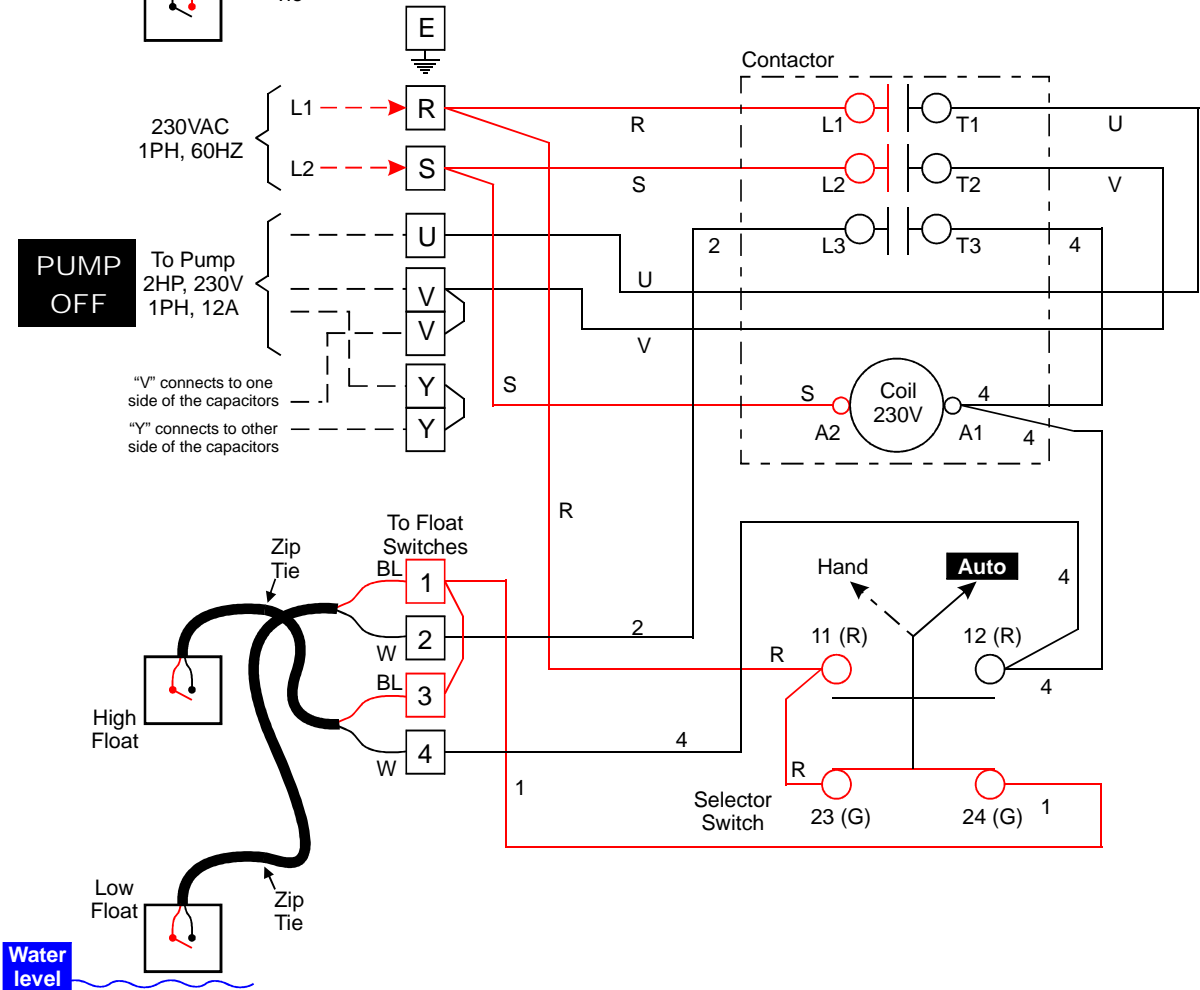 E
Contactor
230VAC
1PH, 60HZ
L1
R
R
L1
T1
U
L2
S
S
L2
T2
V
PUMP
OFF
To Pump
2HP, 230V
1PH, 12A
U
2
L3
T3
4
U
V
V
V
"V" connects to one
side of the capacitors
Y
S
S
Coil
230V
4
A2
A1
4
"Y" connects to other
side of the capacitors
Y
R
To Float
Switches
Zip
Tie
BL
1
Hand
Auto
4
W
2
2
11 (R)
12 (R)
R
4
BL
3
High
Float
W
4
4
1
R
Selector
Switch
23 (G)
24 (G)
1
Low
Float
Zip
Tie
Water
level